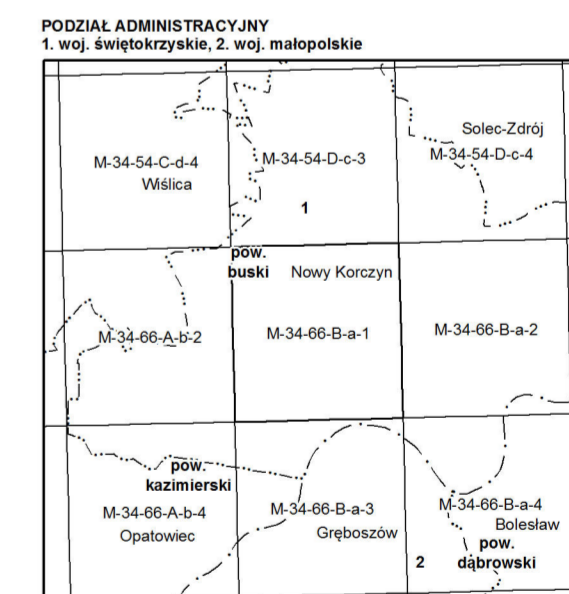 PODZIAŁ ADMINISTRACYJNY
1. woj. świętokrzyskie, 2. woj. małopolskie
Solec-Zdrój
M-34-54-C-d-4
M-34-54-D-c-3
M-34-54-D-c-4
Wiślica
1
pow.
buski
Nowy Korczyn
M-34-66-A-b-2
M-34-66-B-a-1
M-34-66-B-a-2
pow.
kazimierski
M-34-66-A-b-4
M-34-66-B-a-3
M-34-66-B-a-4
Opatowiec
Gręboszów
Bolesław
pow.
2
dąbrowski